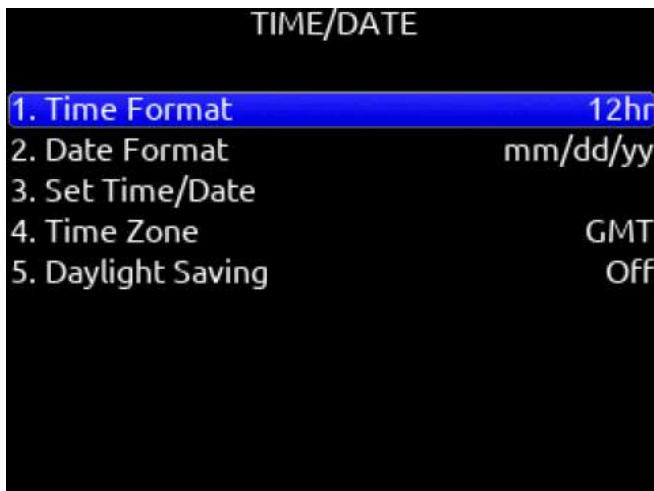 TIME/DATE
1. Time Format 12hr
2. Date Format mm/dd/yy
3. Set Time/Date
4. Time Zone GMT
5. Daylight Saving Off